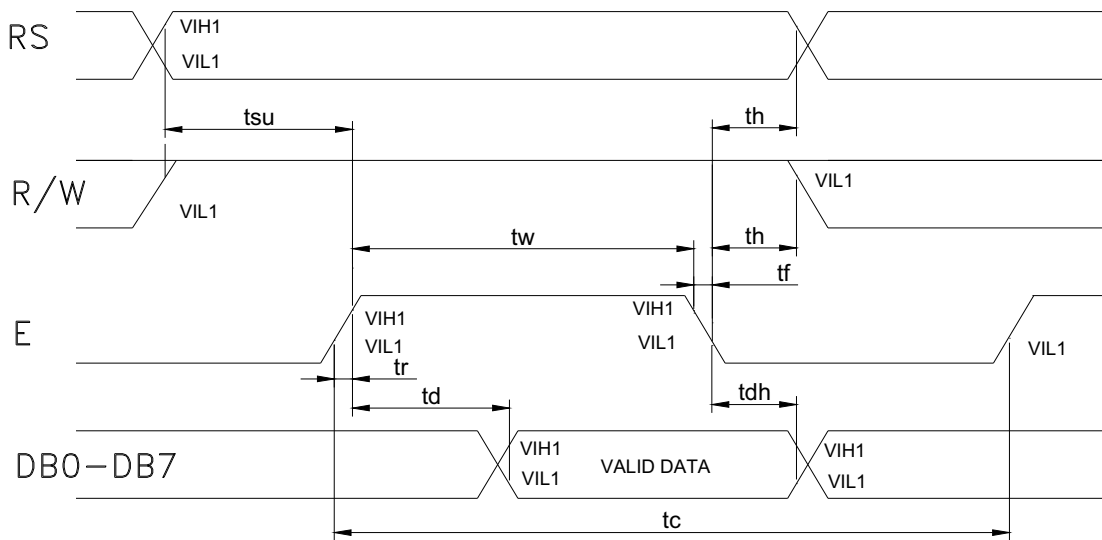 RS
VIH1
VIL1
tsu
th
R/W
VIL1
VIL1
tw
th
tf
E
VIH1
VIL1
VIH1
VIL1
VIL1
tr
td
tdh
DB0-DB7
VIH1
VIL1
VALID DATA
VIH1
VIL1
tc